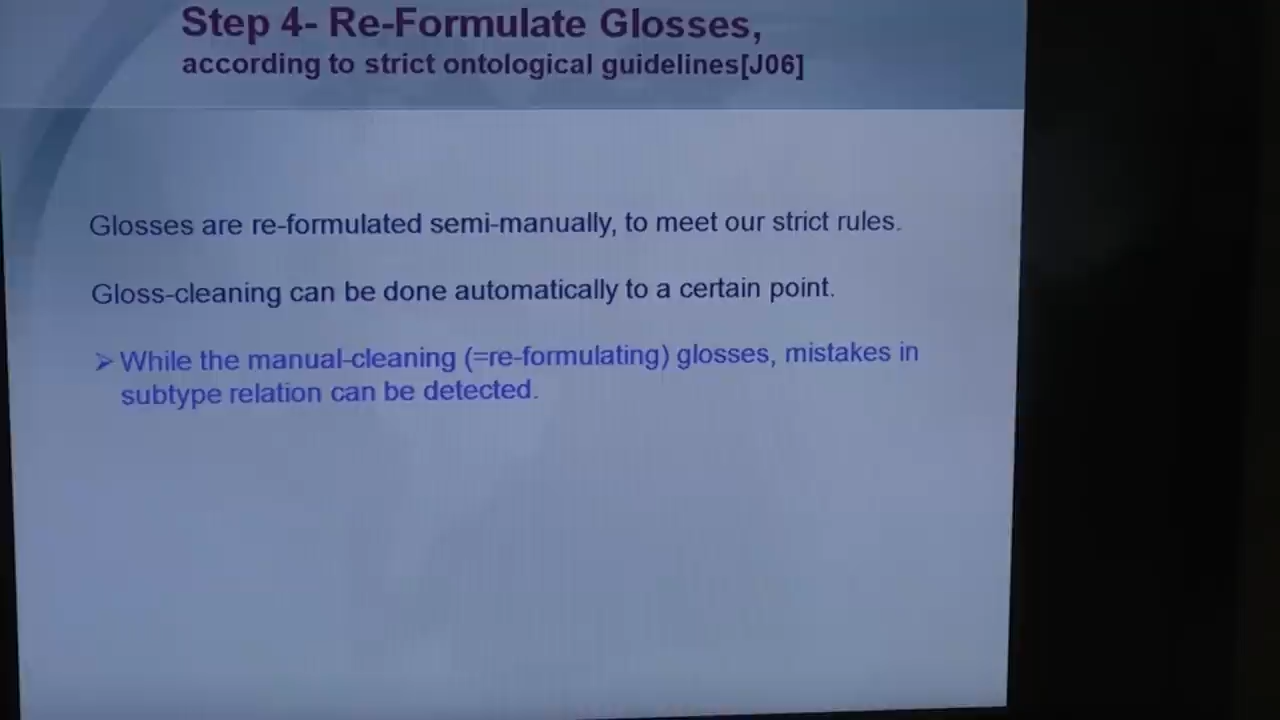 Step 4- Re-Formulate Glosses,
according to strict ontological guidelines[J06]
Glosses are re-formulated semi-manually, to meet our strict rules.
Gloss-cleaning can be done automatically to a certain point.
➢ While the manual-cleaning (=re-formulating) glosses, mistakes in
subtype relation can be detected.